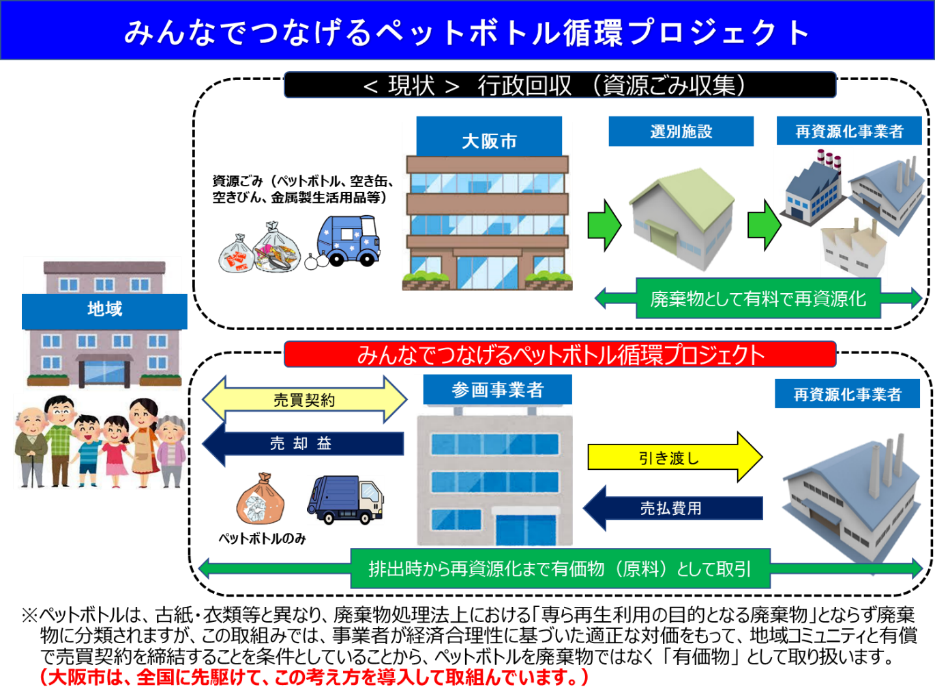 みんなでつなげるペットボトル循環プロジェクト
＜ 現状 ＞ 行政回収 （資源ごみ収集）
大阪市
選別施設
再資源化事業者
資源ごみ（ペットボトル、空き缶、
空きびん、金属製生活用品等）
廃棄物として有料で再資源化
地域
みんなでつなげるペットボトル循環プロジェクト
売買契約
参画事業者
再資源化事業者
売 却 益
引き渡し
売払費用
ペットボトルのみ
排出時から再資源化まで有価物（原料）として取引
※ペットボトルは、古紙・衣類等と異なり、廃棄物処理法上における「専ら再生利用の目的となる廃棄物」とならず廃棄
物に分類されますが、この取組みでは、事業者が経済合理性に基づいた適正な対価をもって、地域コミュニティと有償
で売買契約を締結することを条件としていることから、ペットボトルを廃棄物ではなく「有価物」として取り扱います。
（大阪市は、全国に先駆けて、この考え方を導入して取組んでいます。）